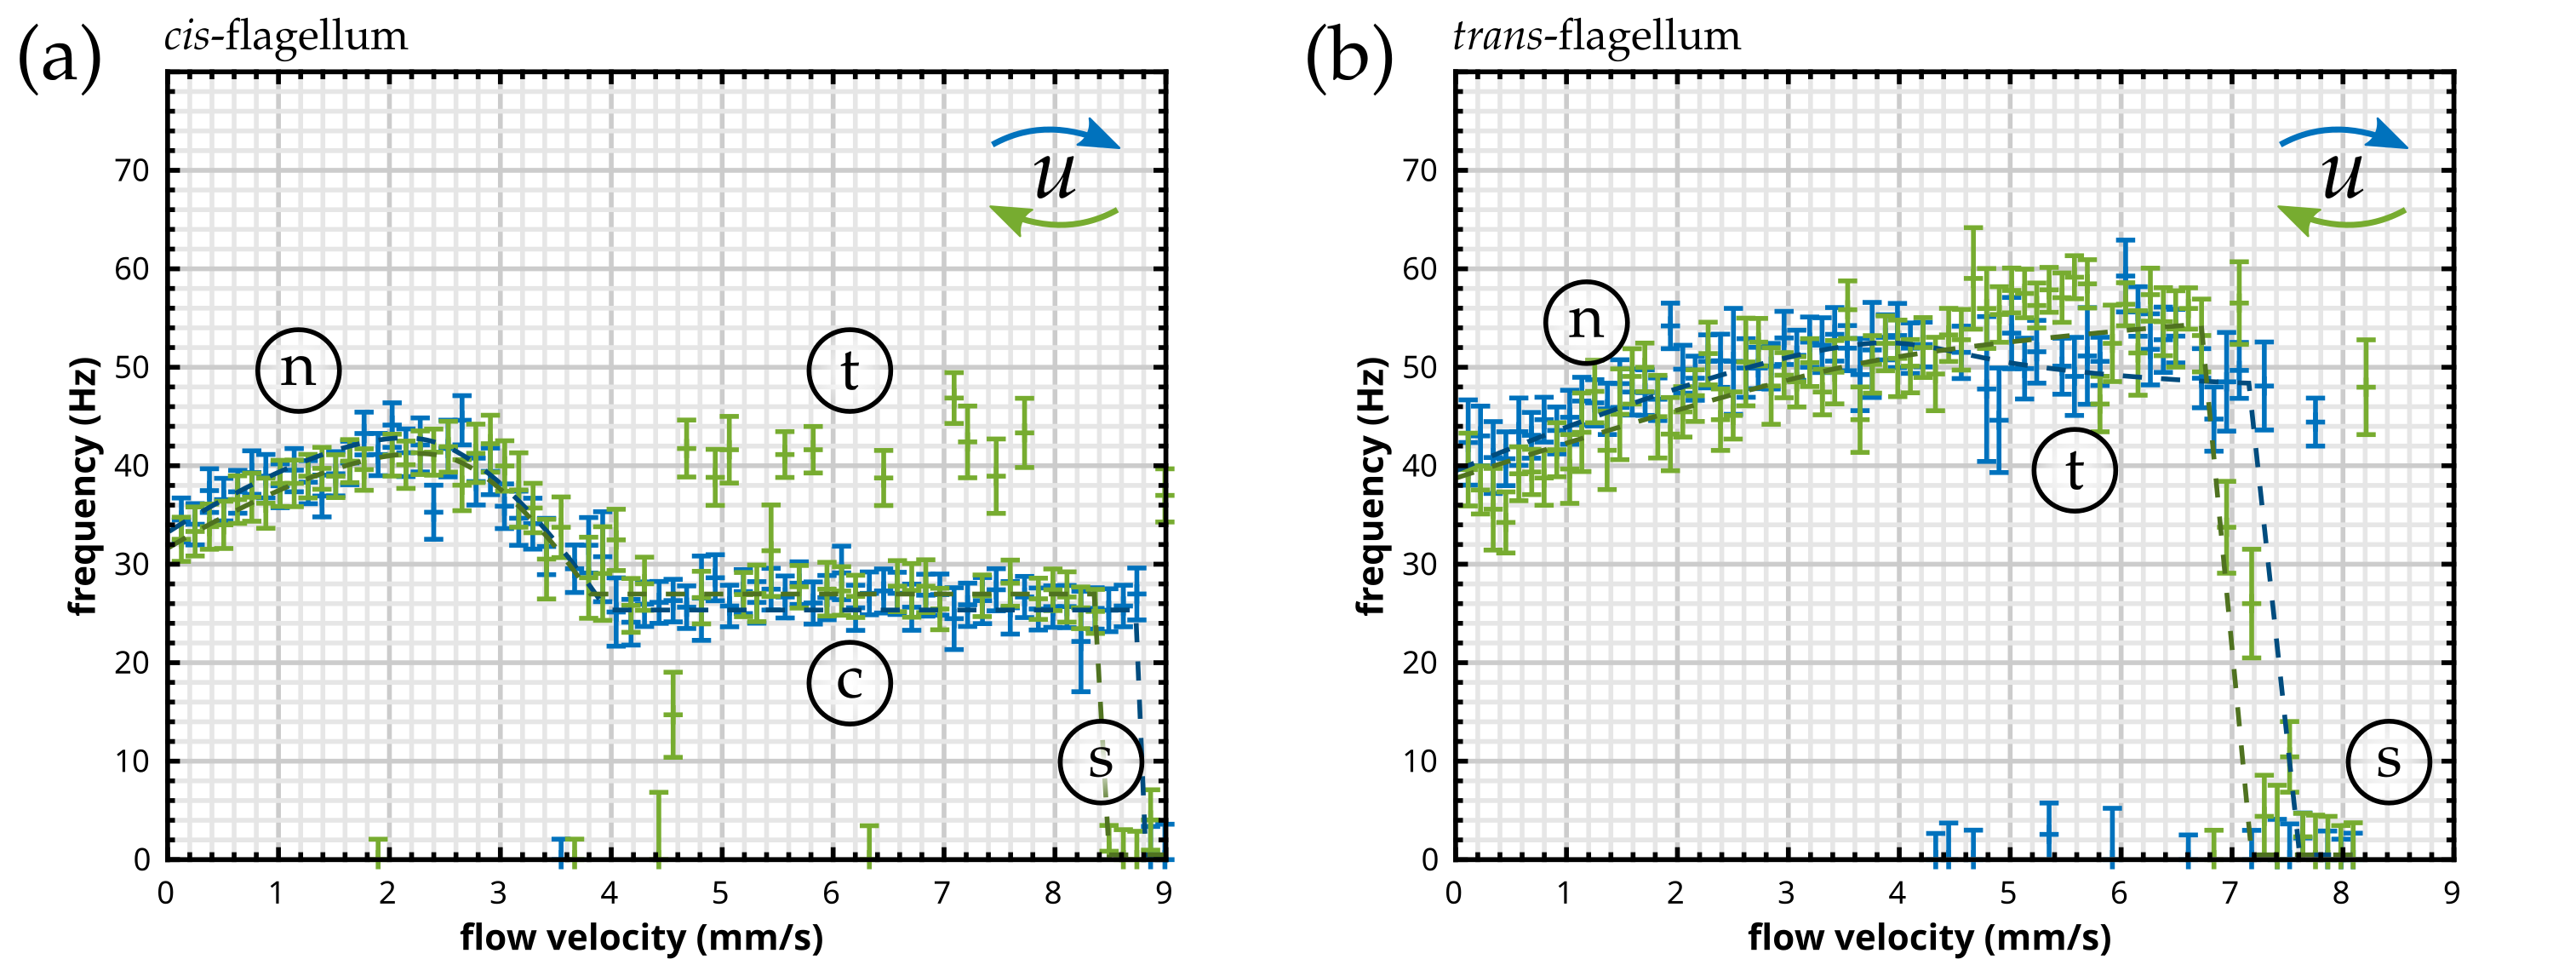 (a) cis-flagellum
70
60
50
40
30
20
10
0
frequency (Hz)
n
t
c
s
u
0 1 2 3 4 5 6 7 8 9
flow velocity (mm/s)
(b) trans-flagellum
70
60
50
40
30
20
10
0
frequency (Hz)
n
t
s
u
0 1 2 3 4 5 6 7 8 9
flow velocity (mm/s)